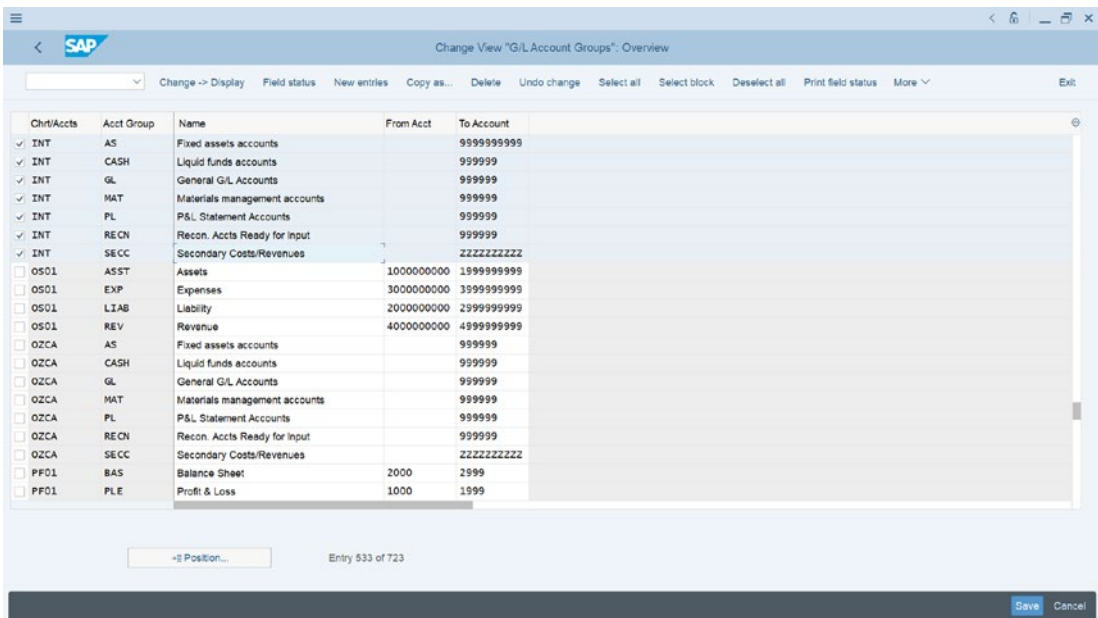 SAP
Change View "G/L Account Groups": Overview
Change -> Display Field status New entries Copy as... Delete Undo change Select all Select block Deselect all Print field status More Exit
Chrt/Accts Acct Group Name From Acct To Account
INT AS Fixed assets accounts 9999999999
INT CASH Liquid funds accounts 999999
INT GL General G/L Accounts 999999
INT MAT Materials management accounts 999999
INT PL P&L Statement Accounts 999999
INT RECN Recon. Accts Ready for Input 999999
INT SECC Secondary Costs/Revenues ZZZZZZZZZZ
OS01 ASST Assets 1000000000 1999999999
OS01 EXP Expenses 3000000000 3999999999
OS01 LIAB Liability 2000000000 2999999999
OS01 REV Revenue 4000000000 4999999999
OZCA AS Fixed assets accounts 999999
OZCA CASH Liquid funds accounts 999999
OZCA GL General G/L Accounts 999999
OZCA MAT Materials management accounts 999999
OZCA PL P&L Statement Accounts 999999
OZCA RECN Recon. Accts Ready for Input 999999
OZCA SECC Secondary Costs/Revenues ZZZZZZZZZZ
PF01 BAS Balance Sheet 2000 2999
PF01 PLE Profit & Loss 1000 1999
Position... Entry 533 of 723
Save Cancel